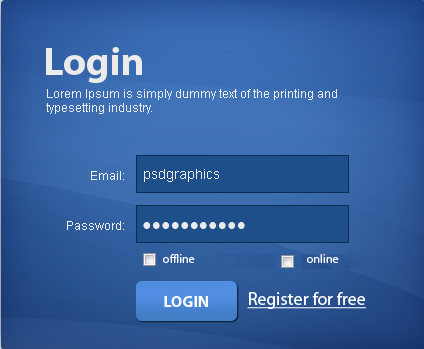 Login
Lorem Ipsum is simply dummy text of the printing and
typesetting industry.
Email: psdgraphics
Password: ●●●●●●●●●●●
offline online
LOGIN Register for free